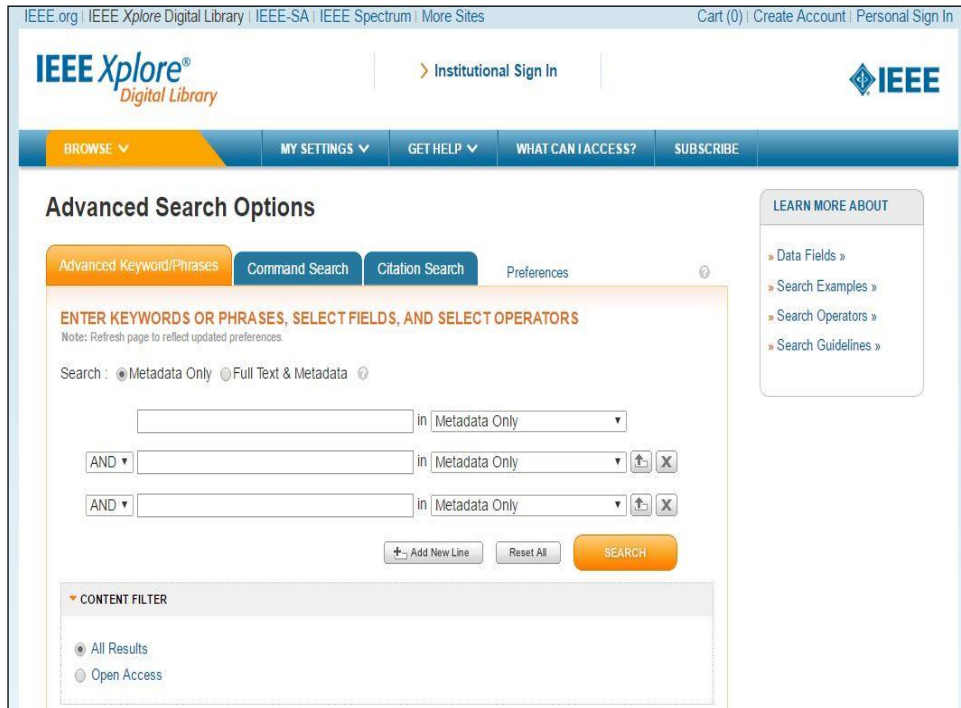 IEEE.org | IEEE Xplore Digital Library | IEEE-SA | IEEE Spectrum | More Sites Cart (0) | Create Account | Personal Sign In
IEEE Xplore®
Digital Library
Institutional Sign In
IEEE
BROWSE MY SETTINGS GET HELP WHAT CAN I ACCESS? SUBSCRIBE
Advanced Search Options
Advanced Keyword/Phrases Command Search Citation Search Preferences ?
ENTER KEYWORDS OR PHRASES, SELECT FIELDS, AND SELECT OPERATORS
Note: Refresh page to reflect updated preferences.
Search : Metadata Only Full Text & Metadata ?
in Metadata Only
AND in Metadata Only X
AND in Metadata Only X
Add New Line Reset All SEARCH
CONTENT FILTER
All Results
Open Access
LEARN MORE ABOUT
» Data Fields »
» Search Examples »
» Search Operators »
» Search Guidelines »